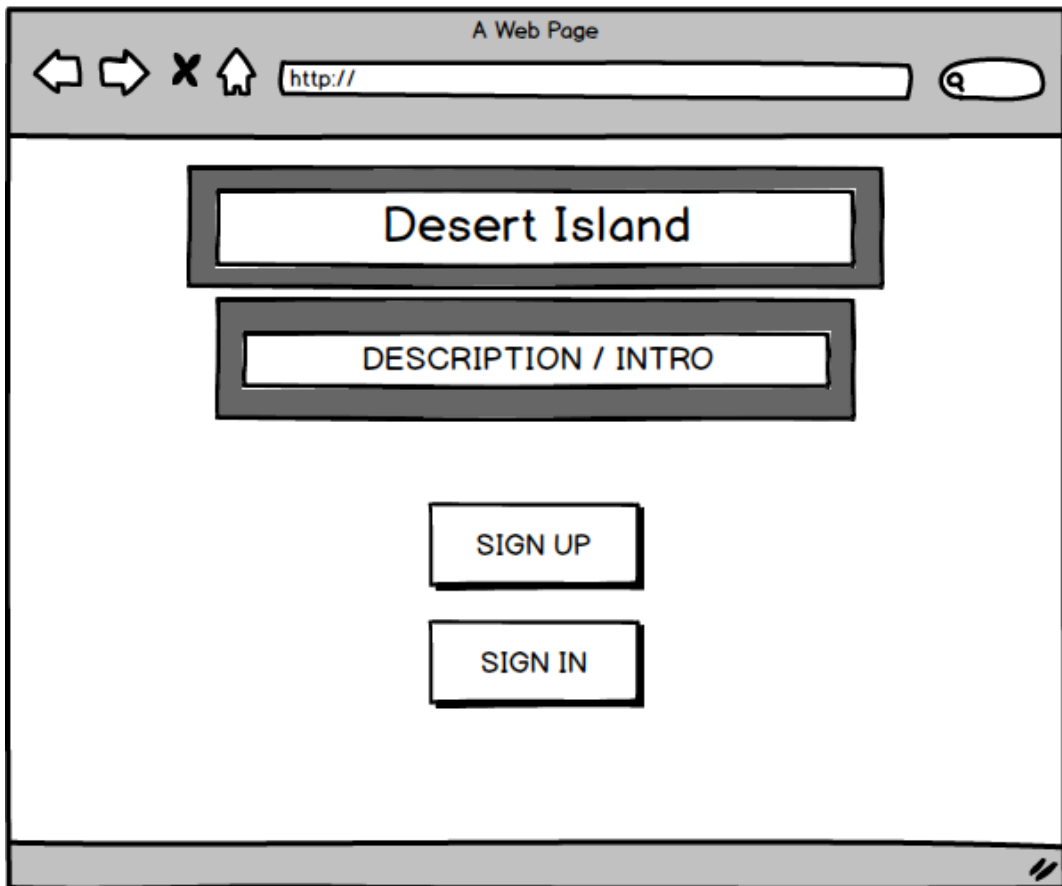 A Web Page
http://
Desert Island
DESCRIPTION / INTRO
SIGN UP
SIGN IN